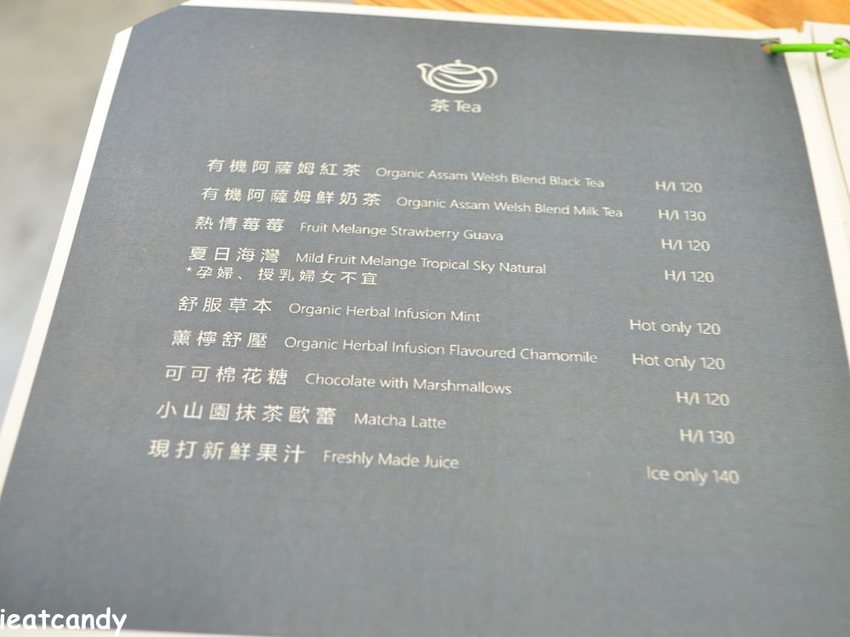 茶 Tea
有機阿薩姆紅茶 Organic Assam Welsh Blend Black Tea H/I 120
有機阿薩姆鮮奶茶 Organic Assam Welsh Blend Milk Tea H/I 130
熱情莓莓 Fruit Melange Strawberry Guava H/I 120
夏日海灣 Mild Fruit Melange Tropical Sky Natural H/I 120
*孕婦、授乳婦女不宜
舒服草本 Organic Herbal Infusion Mint Hot only 120
薰檸舒壓 Organic Herbal Infusion Flavoured Chamomile Hot only 120
可可棉花糖 Chocolate with Marshmallows H/I 120
小山園抹茶歐蕾 Matcha Latte H/I 130
現打新鮮果汁 Freshly Made Juice Ice only 140
ieatcandy